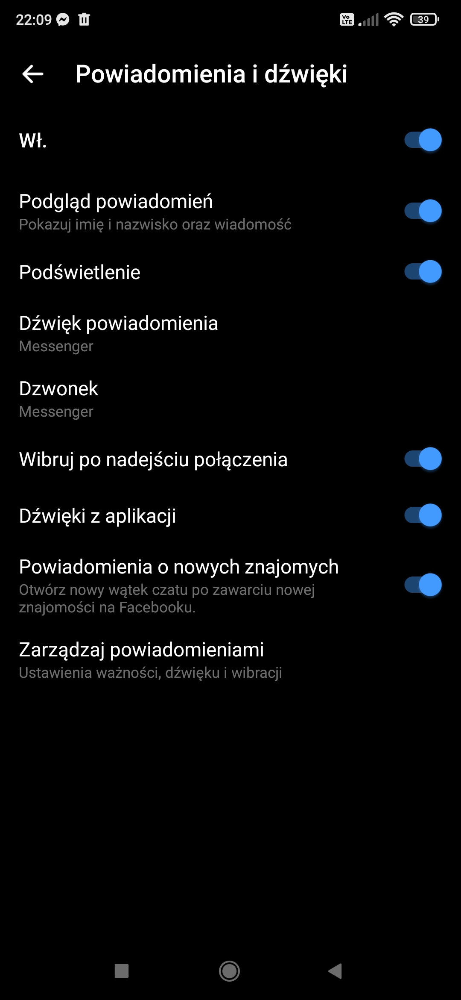 22:09
Vo LTE
39
Powiadomienia i dźwięki
Wł.
Podgląd powiadomień
Pokazuj imię i nazwisko oraz wiadomość
Podświetlenie
Dźwięk powiadomienia
Messenger
Dzwonek
Messenger
Wibruj po nadejściu połączenia
Dźwięki z aplikacji
Powiadomienia o nowych znajomych
Otwórz nowy wątek czatu po zawarciu nowej
znajomości na Facebooku.
Zarządzaj powiadomieniami
Ustawienia ważności, dźwięku i wibracji